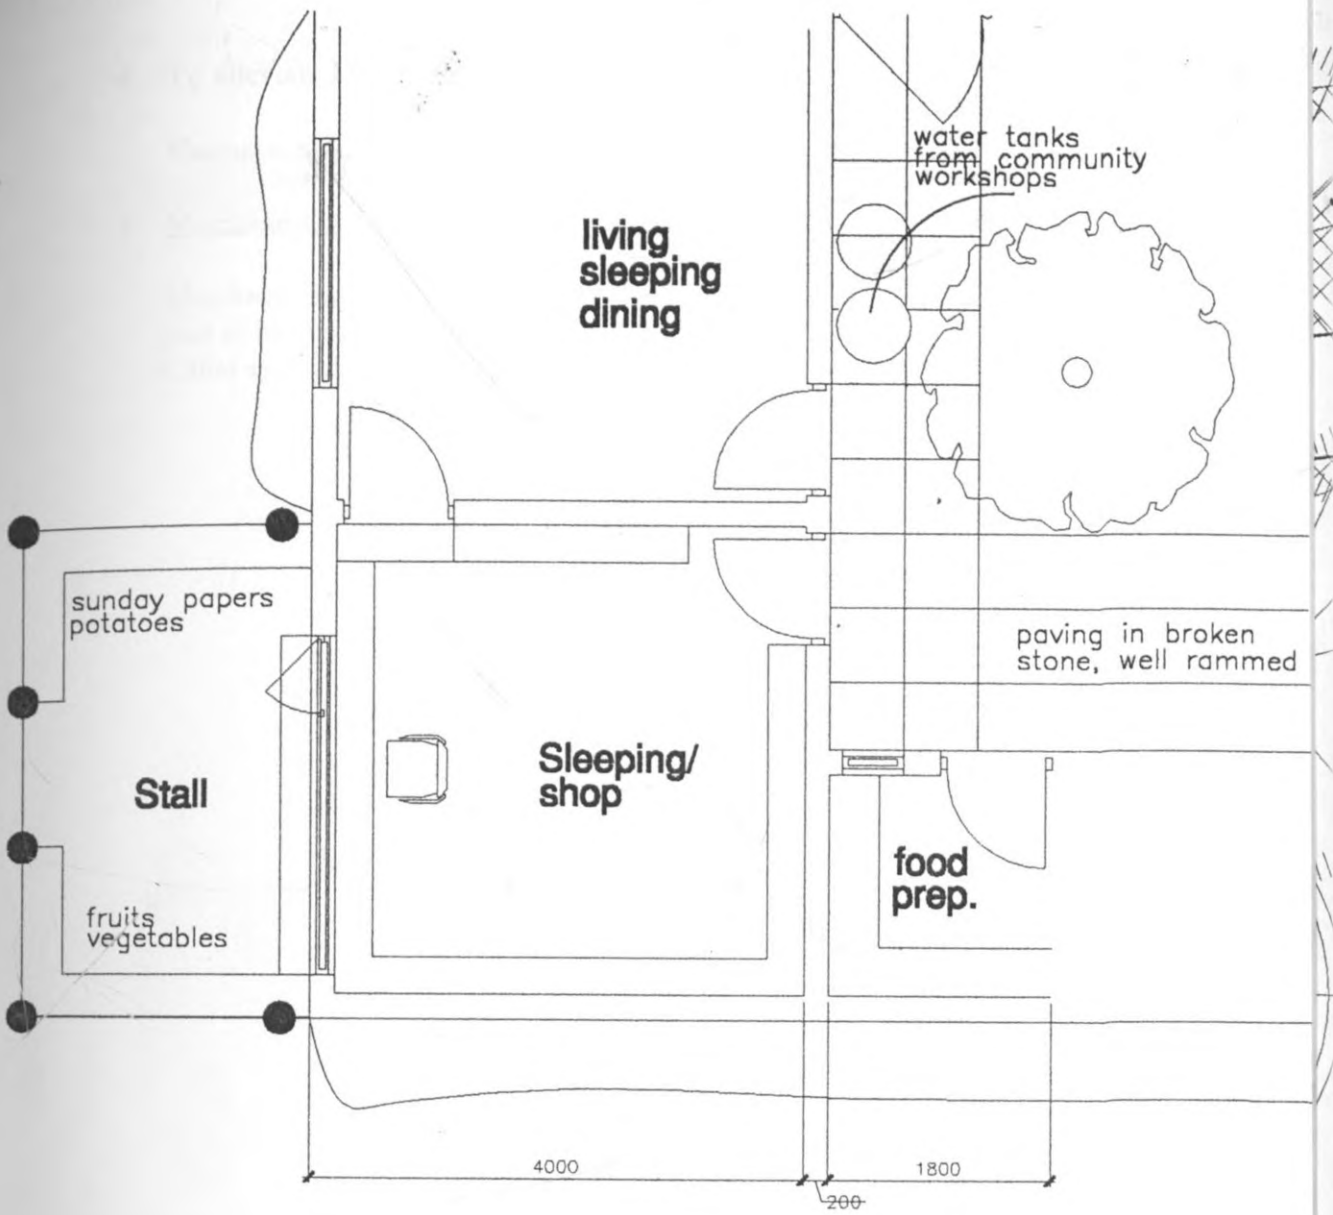 water tanks
from community
workshops
living
sleeping
dining
sunday papers
potatoes
paving in broken
stone, well rammed
Stall
Sleeping/
shop
food
prep.
fruits
vegetables
4000
200
1800